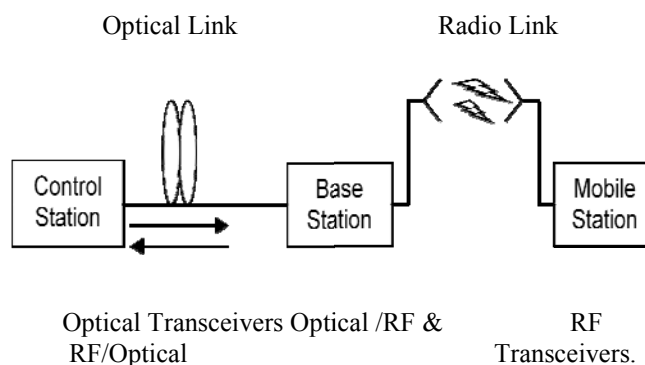 Optical Link Radio Link
Control
Station
Base
Station
Mobile
Station
Optical Transceivers Optical /RF & RF
RF/Optical Transceivers.